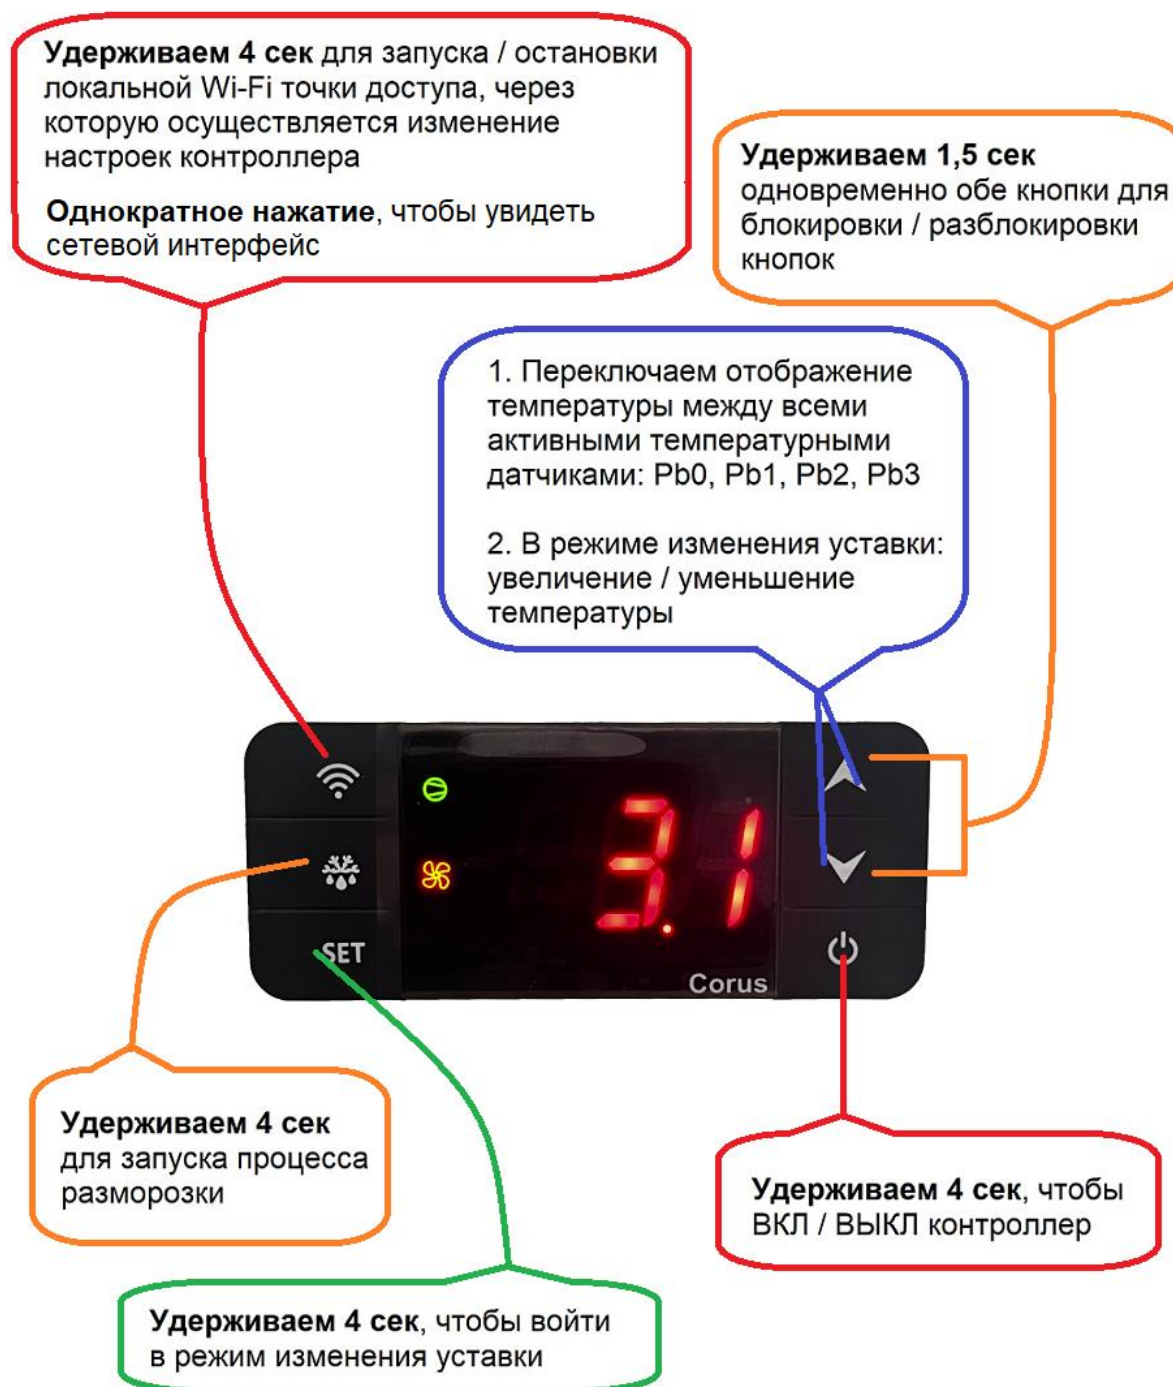 Удерживаем 4 сек для запуска / остановки
локальной Wi-Fi точки доступа, через
которую осуществляется изменение
настроек контроллера
Однократное нажатие, чтобы увидеть
сетевой интерфейс
Удерживаем 1,5 сек
одновременно обе кнопки для
блокировки / разблокировки
кнопок
1. Переключаем отображение
температуры между всеми
активными температурными
датчиками: Pb0, Pb1, Pb2, Pb3
2. В режиме изменения уставки:
увеличение / уменьшение
температуры
3.1
SET
Corus
Удерживаем 4 сек
для запуска процесса
разморозки
Удерживаем 4 сек, чтобы
ВКЛ / ВЫКЛ контроллер
Удерживаем 4 сек, чтобы войти
в режим изменения уставки